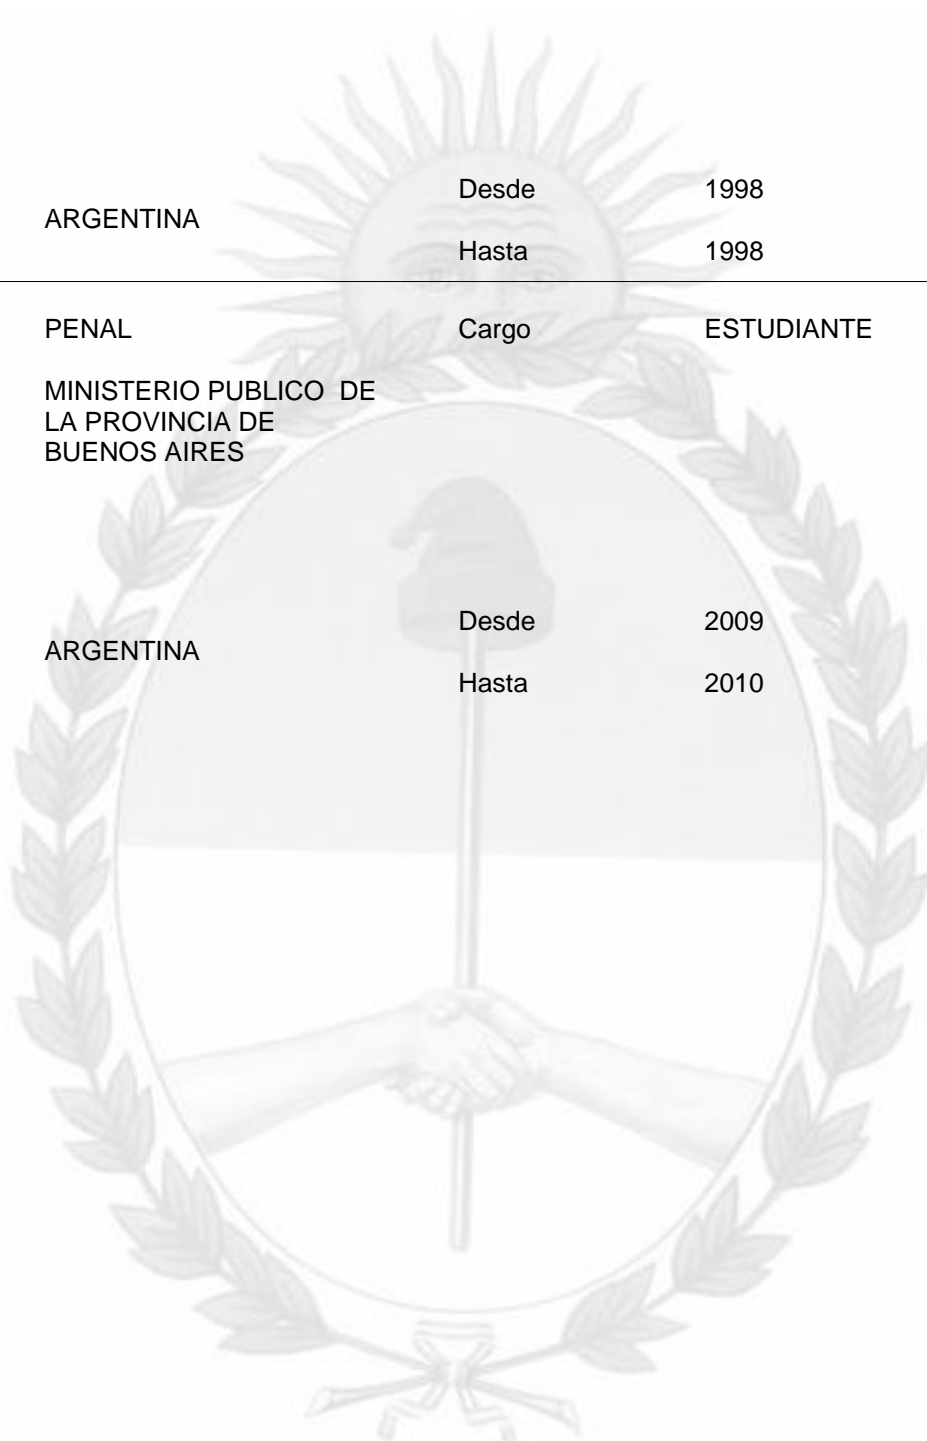 Desde 1998
ARGENTINA
Hasta 1998
PENAL Cargo ESTUDIANTE
MINISTERIO PUBLICO DE
LA PROVINCIA DE
BUENOS AIRES
Desde 2009
ARGENTINA
Hasta 2010